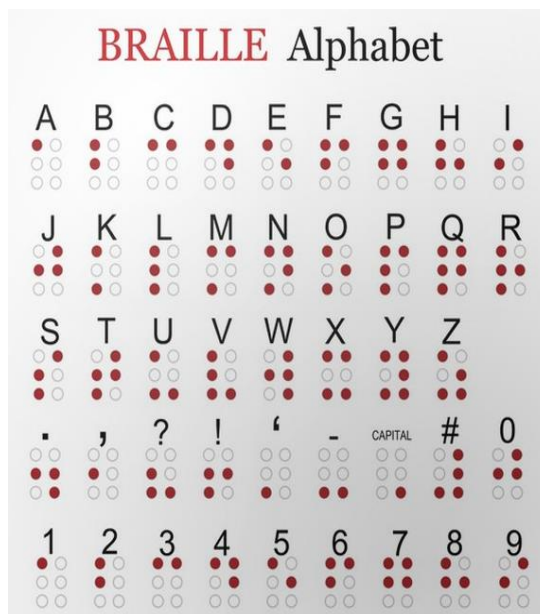 BRAILLE Alphabet
A B C D E F G H I
J K L M N O P Q R
S T U V W X Y Z
. , ? ! ‘ - CAPITAL # 0
1 2 3 4 5 6 7 8 9